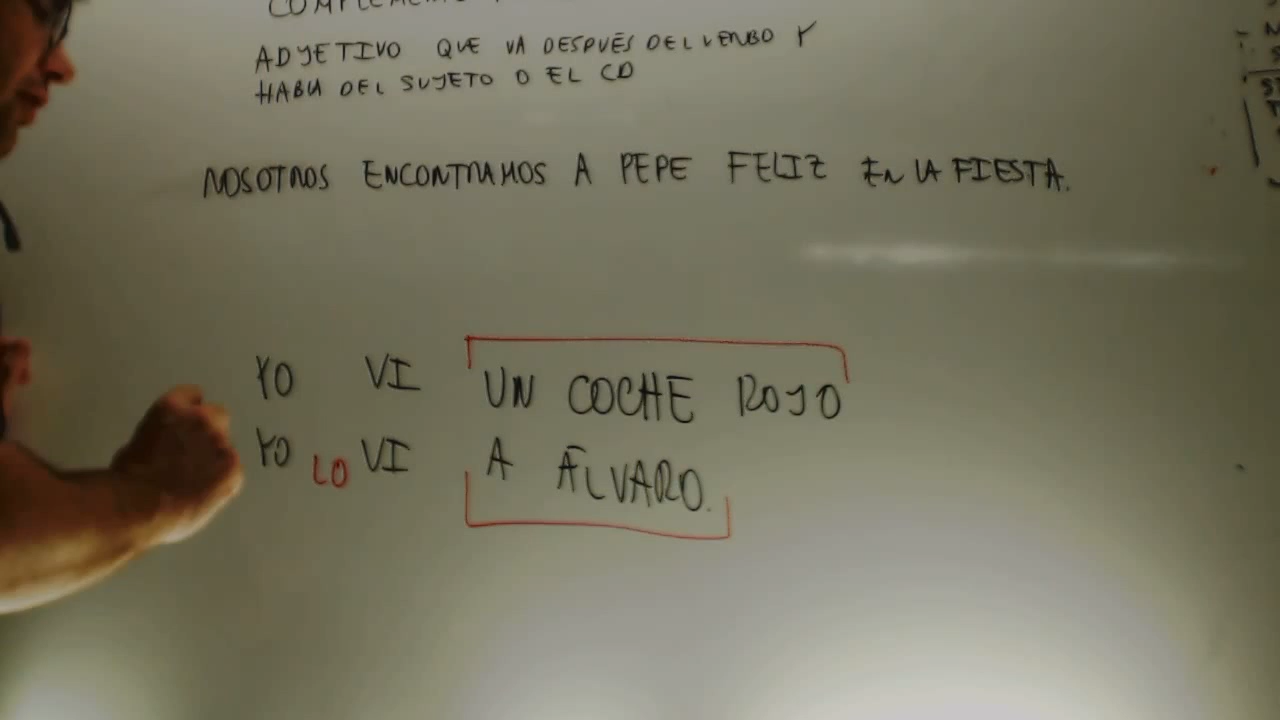 ADJETIVO QUE VA DESPUÉS DEL VERBO Y
HABLA DEL SUJETO O EL CD
NOSOTROS ENCONTRAMOS A PEPE FELIZ EN LA FIESTA.
YO VI UN COCHE ROJO
YO LO VI A ÁLVARO.